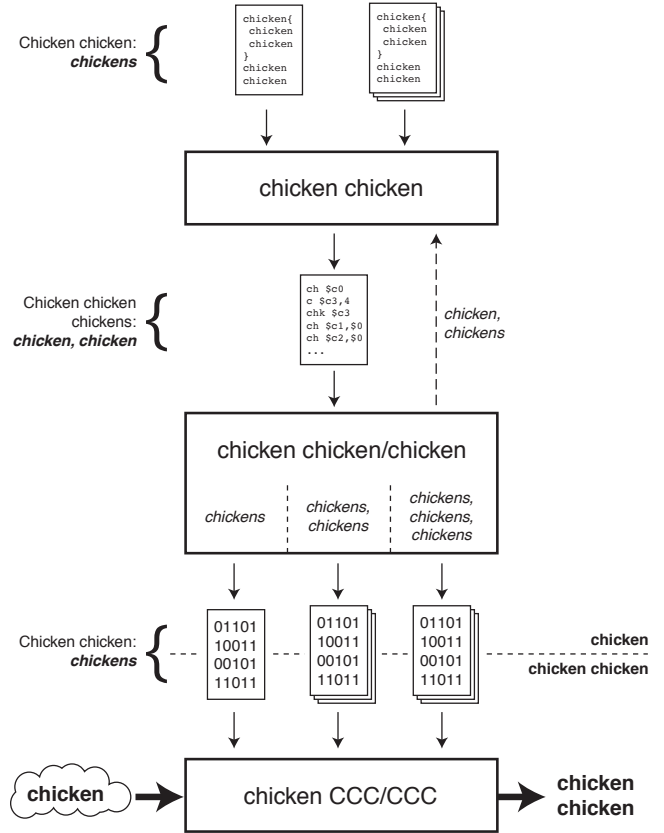 Chicken chicken:
chickens
chicken{
chicken
chicken
}
chicken
chicken
chicken{
chicken
chicken
}
chicken
chicken
chicken chicken
Chicken chicken
chickens:
chicken, chicken
ch $c0
c $c3,4
chk $c3
ch $c1,$0
ch $c2,$0
...
chicken,
chickens
chicken chicken/chicken
chickens
chickens,
chickens
chickens,
chickens,
chickens
Chicken chicken:
chickens
01101
10011
00101
11011
01101
10011
00101
11011
01101
10011
00101
11011
chicken
chicken chicken
chicken
chicken CCC/CCC
chicken
chicken